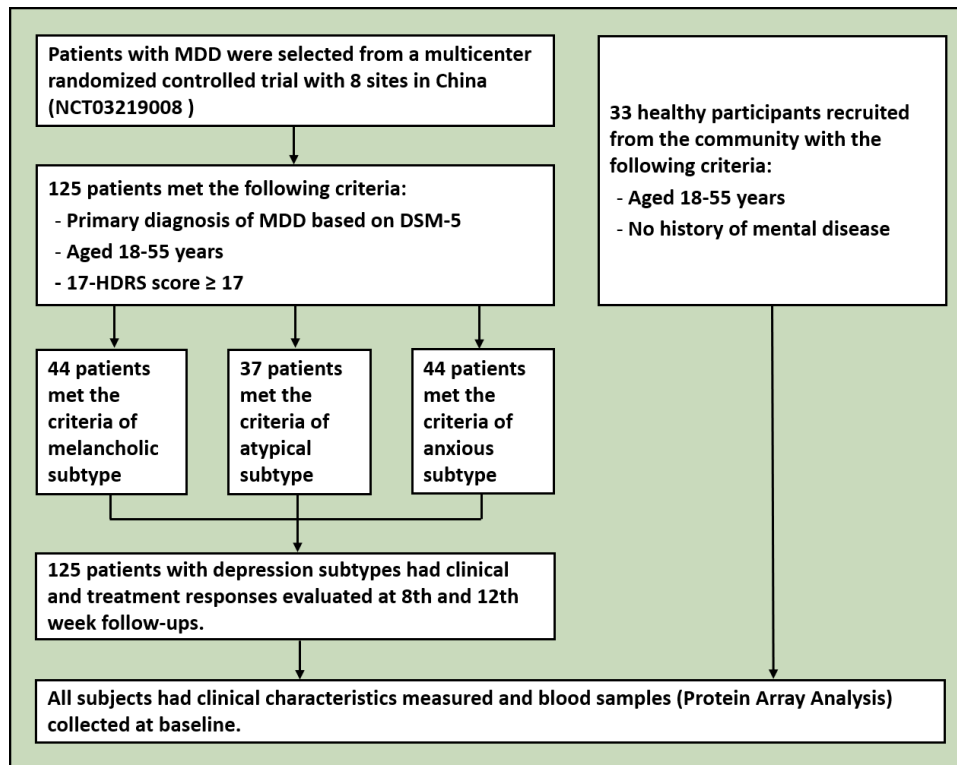 Patients with MDD were selected from a multicenter
randomized controlled trial with 8 sites in China
(NCT03219008 )
33 healthy participants recruited
from the community with the
following criteria:
- Aged 18-55 years
- No history of mental disease
125 patients met the following criteria:
- Primary diagnosis of MDD based on DSM-5
- Aged 18-55 years
- 17-HDRS score ≥ 17
44 patients
met the
criteria of
melancholic
subtype
37 patients
met the
criteria of
atypical
subtype
44 patients
met the
criteria of
anxious
subtype
125 patients with depression subtypes had clinical
and treatment responses evaluated at 8th and 12th
week follow-ups.
All subjects had clinical characteristics measured and blood samples (Protein Array Analysis)
collected at baseline.